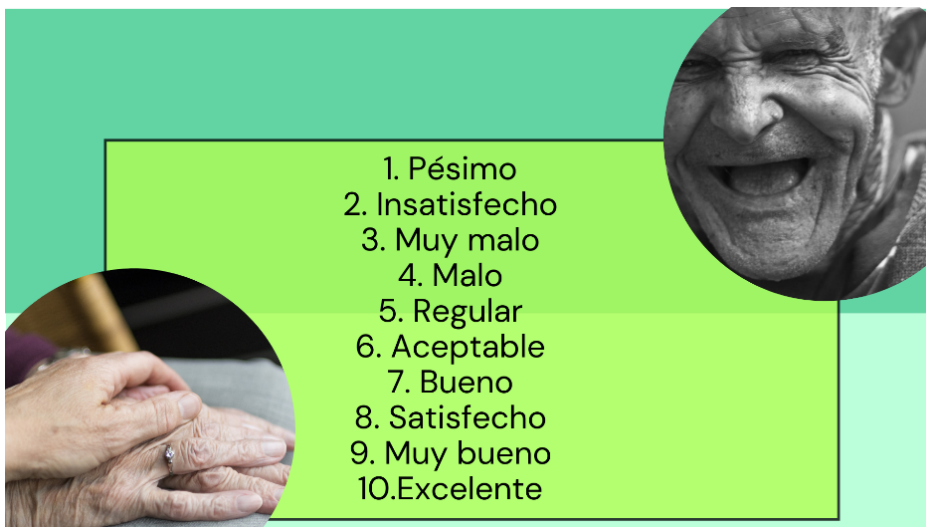 1. Pésimo
2. Insatisfecho
3. Muy malo
4. Malo
5. Regular
6. Aceptable
7. Bueno
8. Satisfecho
9. Muy bueno
10.Excelente